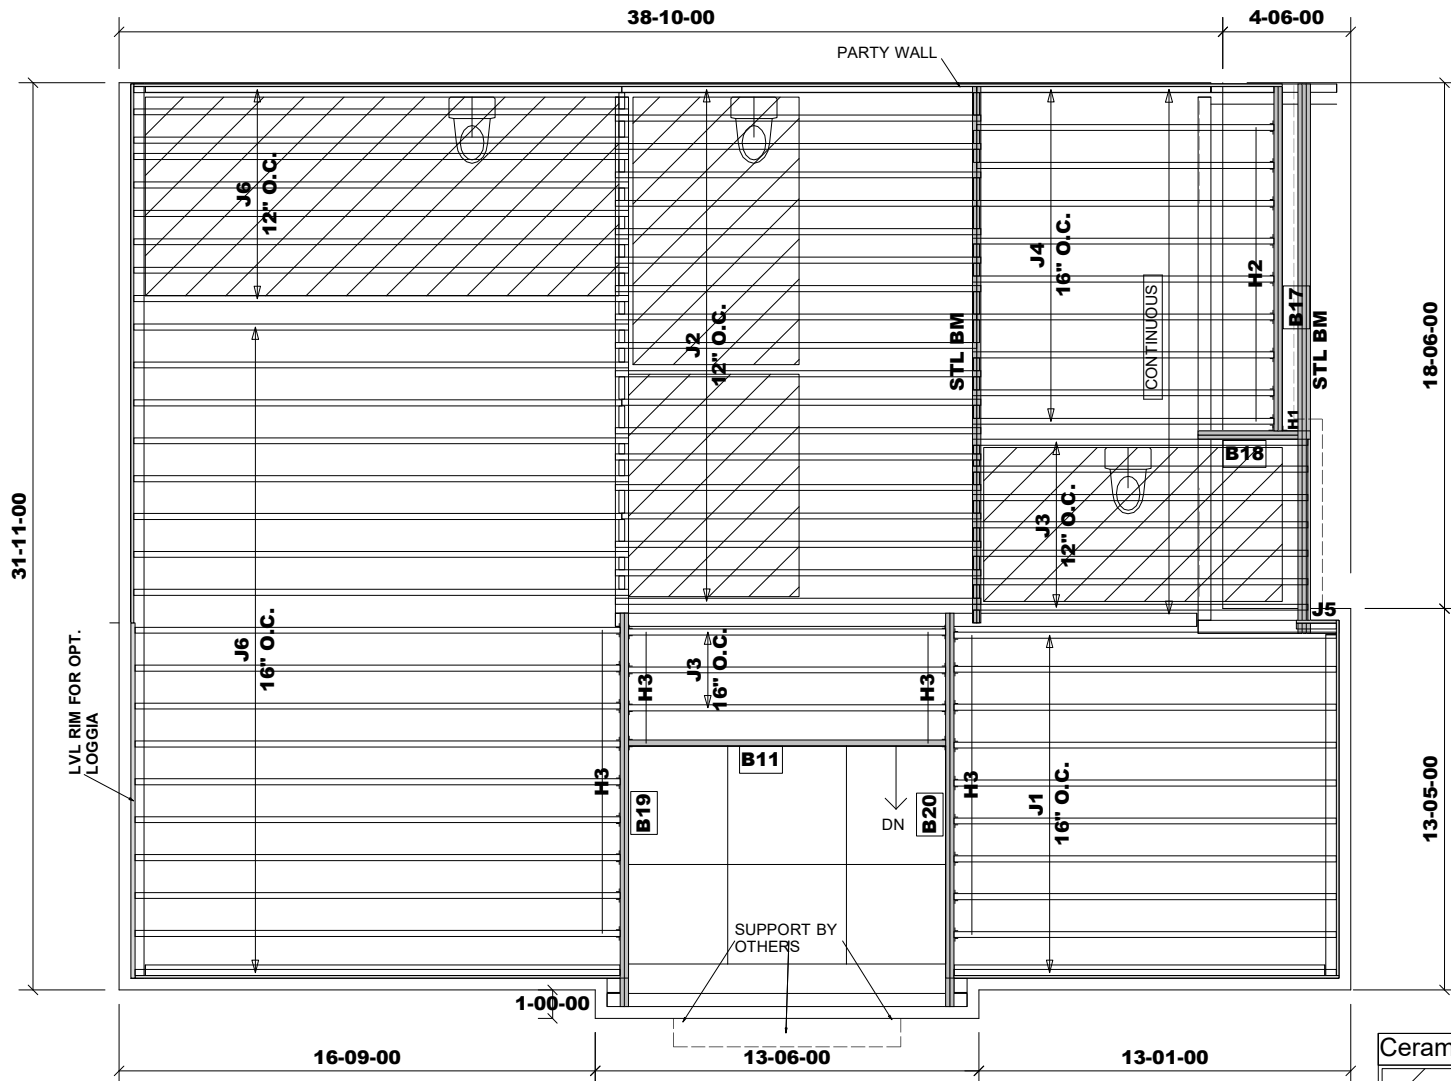 38-10-00
4-06-00
PARTY WALL
J6
12" O.C.
J2
12" O.C.
STL BM
J4
16" O.C.
CONTINUOUS
H2
B17
STL BM
18-06-00
H1
B18
J3
12" O.C.
J5
31-11-00
LVL RIM FOR OPT.
LOGGIA
J6
16" O.C.
H3
H3
J3
16" O.C.
H3
H3
B11
B19
B20
DN
J1
16" O.C.
13-05-00
SUPPORT BY
OTHERS
1-00-00
16-09-00
13-06-00
13-01-00
Ceram